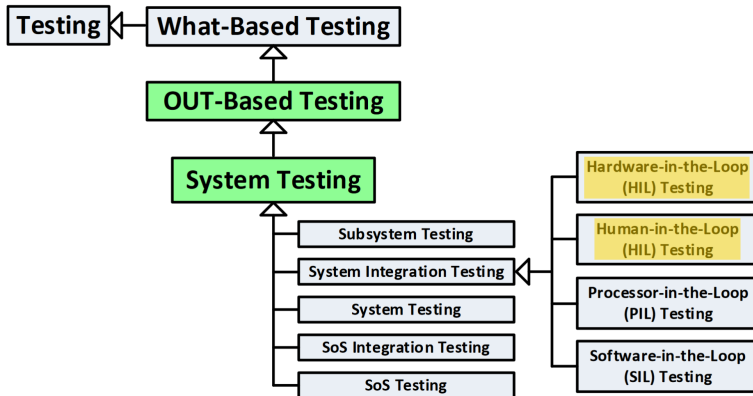 Testing
What-Based Testing
OUT-Based Testing
System Testing
Subsystem Testing
System Integration Testing
System Testing
SoS Integration Testing
SoS Testing
Hardware-in-the-Loop
(HIL) Testing
Human-in-the-Loop
(HIL) Testing
Processor-in-the-Loop
(PIL) Testing
Software-in-the-Loop
(SIL) Testing